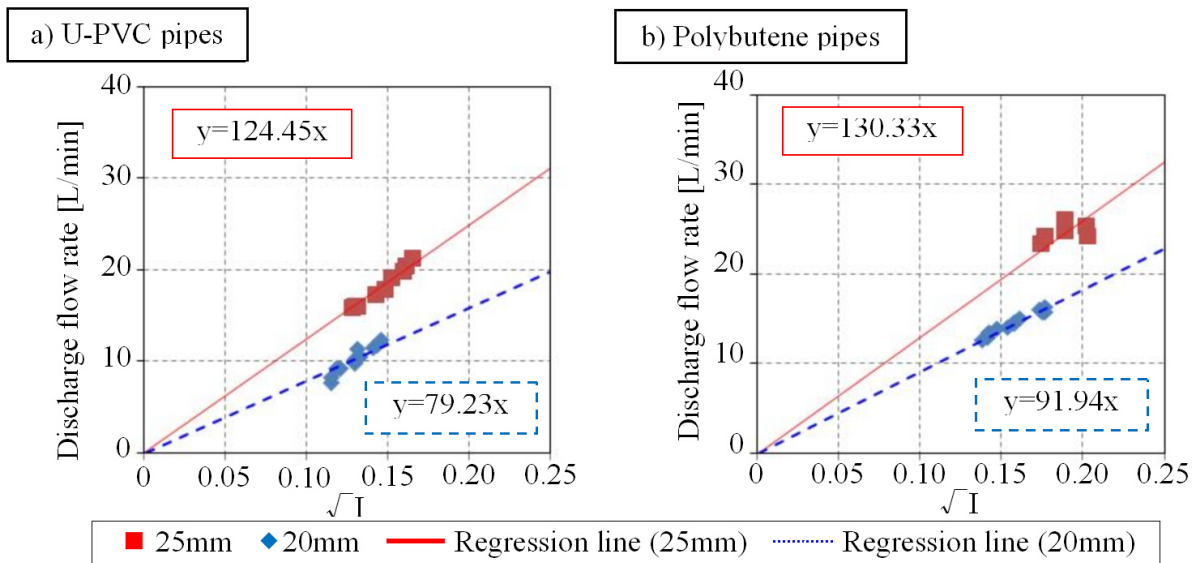 a) U-PVC pipes
Discharge flow rate [L/min]
40
30
20
10
0
y=124.45x
y=79.23x
0 0.05 0.10 0.15 0.20 0.25
√I
b) Polybutene pipes
Discharge flow rate [L/min]
40
30
20
10
0
y=130.33x
y=91.94x
0 0.05 0.10 0.15 0.20 0.25
√I
25mm 20mm Regression line (25mm) Regression line (20mm)